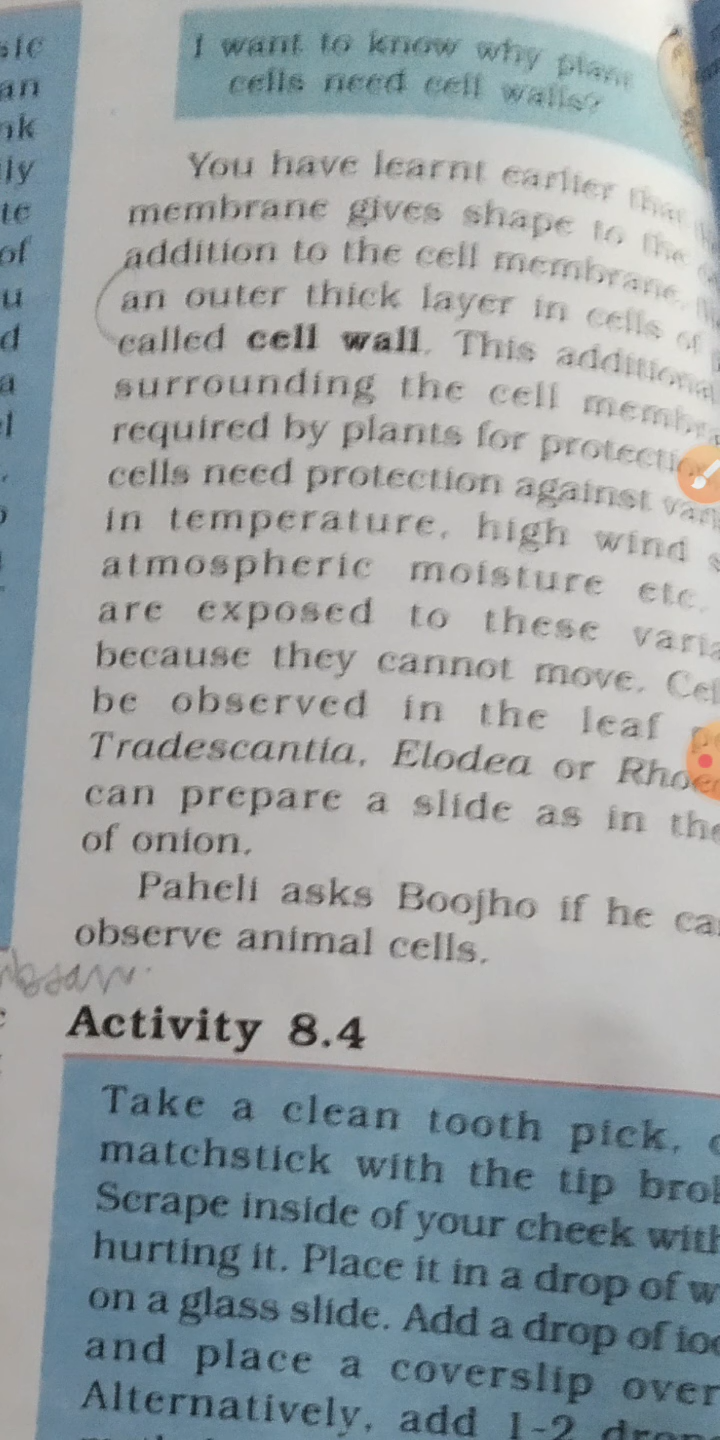 sic
an
nk
ly
te
of
u
d
a
I want to know why plant
cells need cell walls?
You have learnt earlier that
membrane gives shape to the
addition to the cell membrane,
an outer thick layer in cells of
called cell wall. This additional
surrounding the cell
required by plants for
cells need protection against
in temperature, high wind
atmospheric moisture etc.
are exposed to these
because they cannot move.
be observed in the leaf
Tradescantia, Elodea or
can prepare a slide as in
of onion.
Paheli asks Boojho if he
observe animal cells.
Activity 8.4
Take a clean tooth pick,
matchstick with the tip
Scrape inside of your cheek
hurting it. Place it in a drop of
on a glass slide. Add a drop of
and place a coverslip over
Alternatively, add 1-2